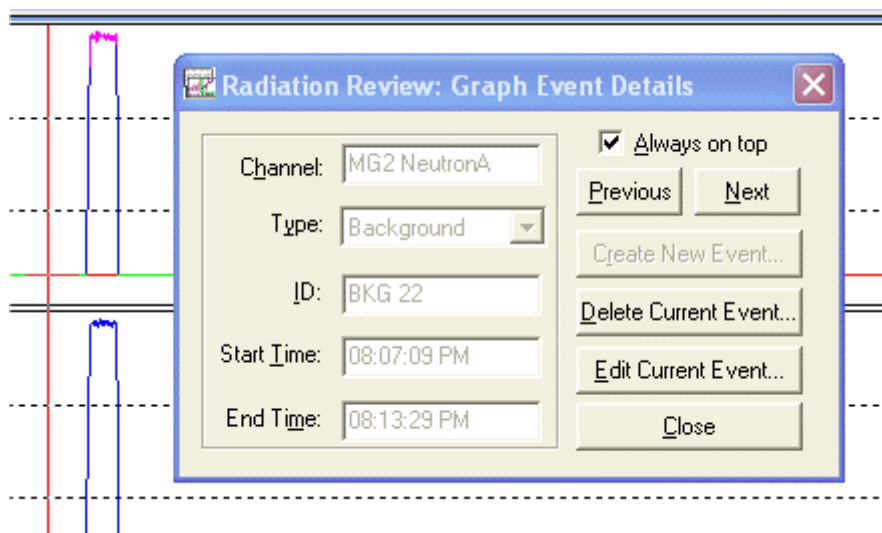 Radiation Review: Graph Event Details
Channel: MG2 NeutronA
Type: Background
ID: BKG 22
Start Time: 08:07:09 PM
End Time: 08:13:29 PM
Always on top
Previous Next
Create New Event...
Delete Current Event...
Edit Current Event...
Close